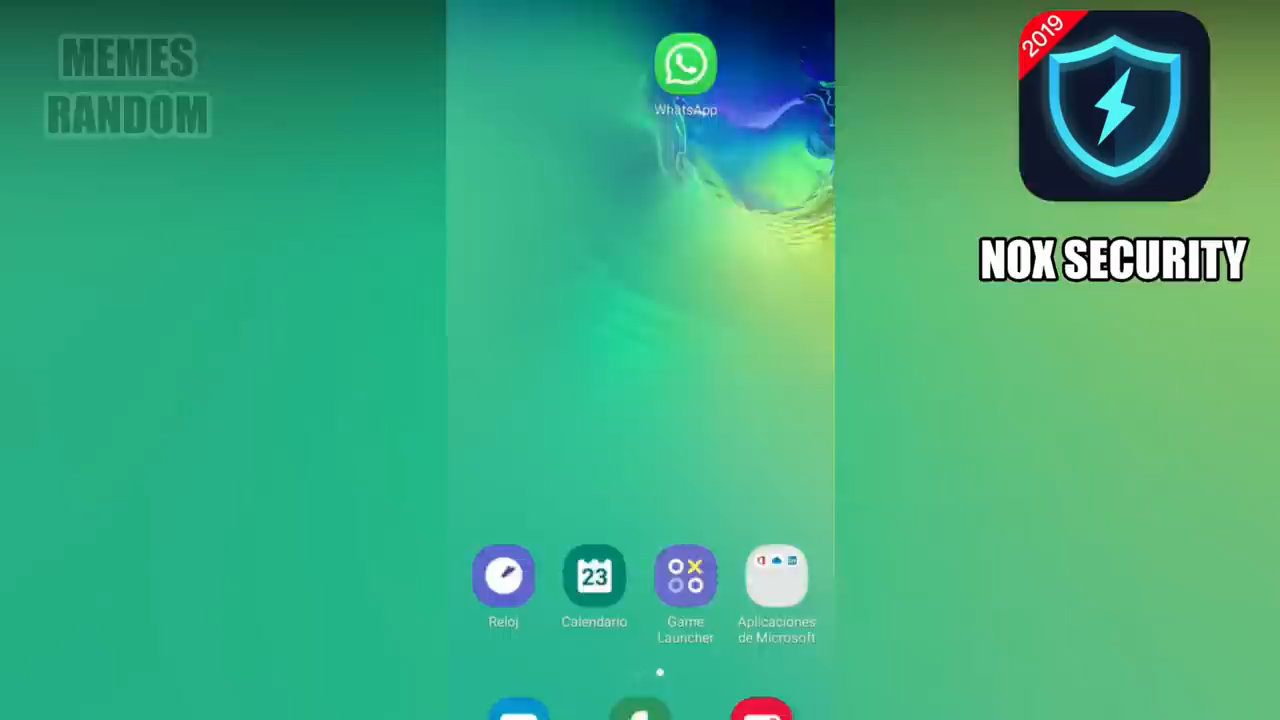 MEMES
RANDOM
2019
WhatsApp
NOX SECURITY
23
Reloj
Calendario
Game
Launcher
Aplicaciones
de Microsoft